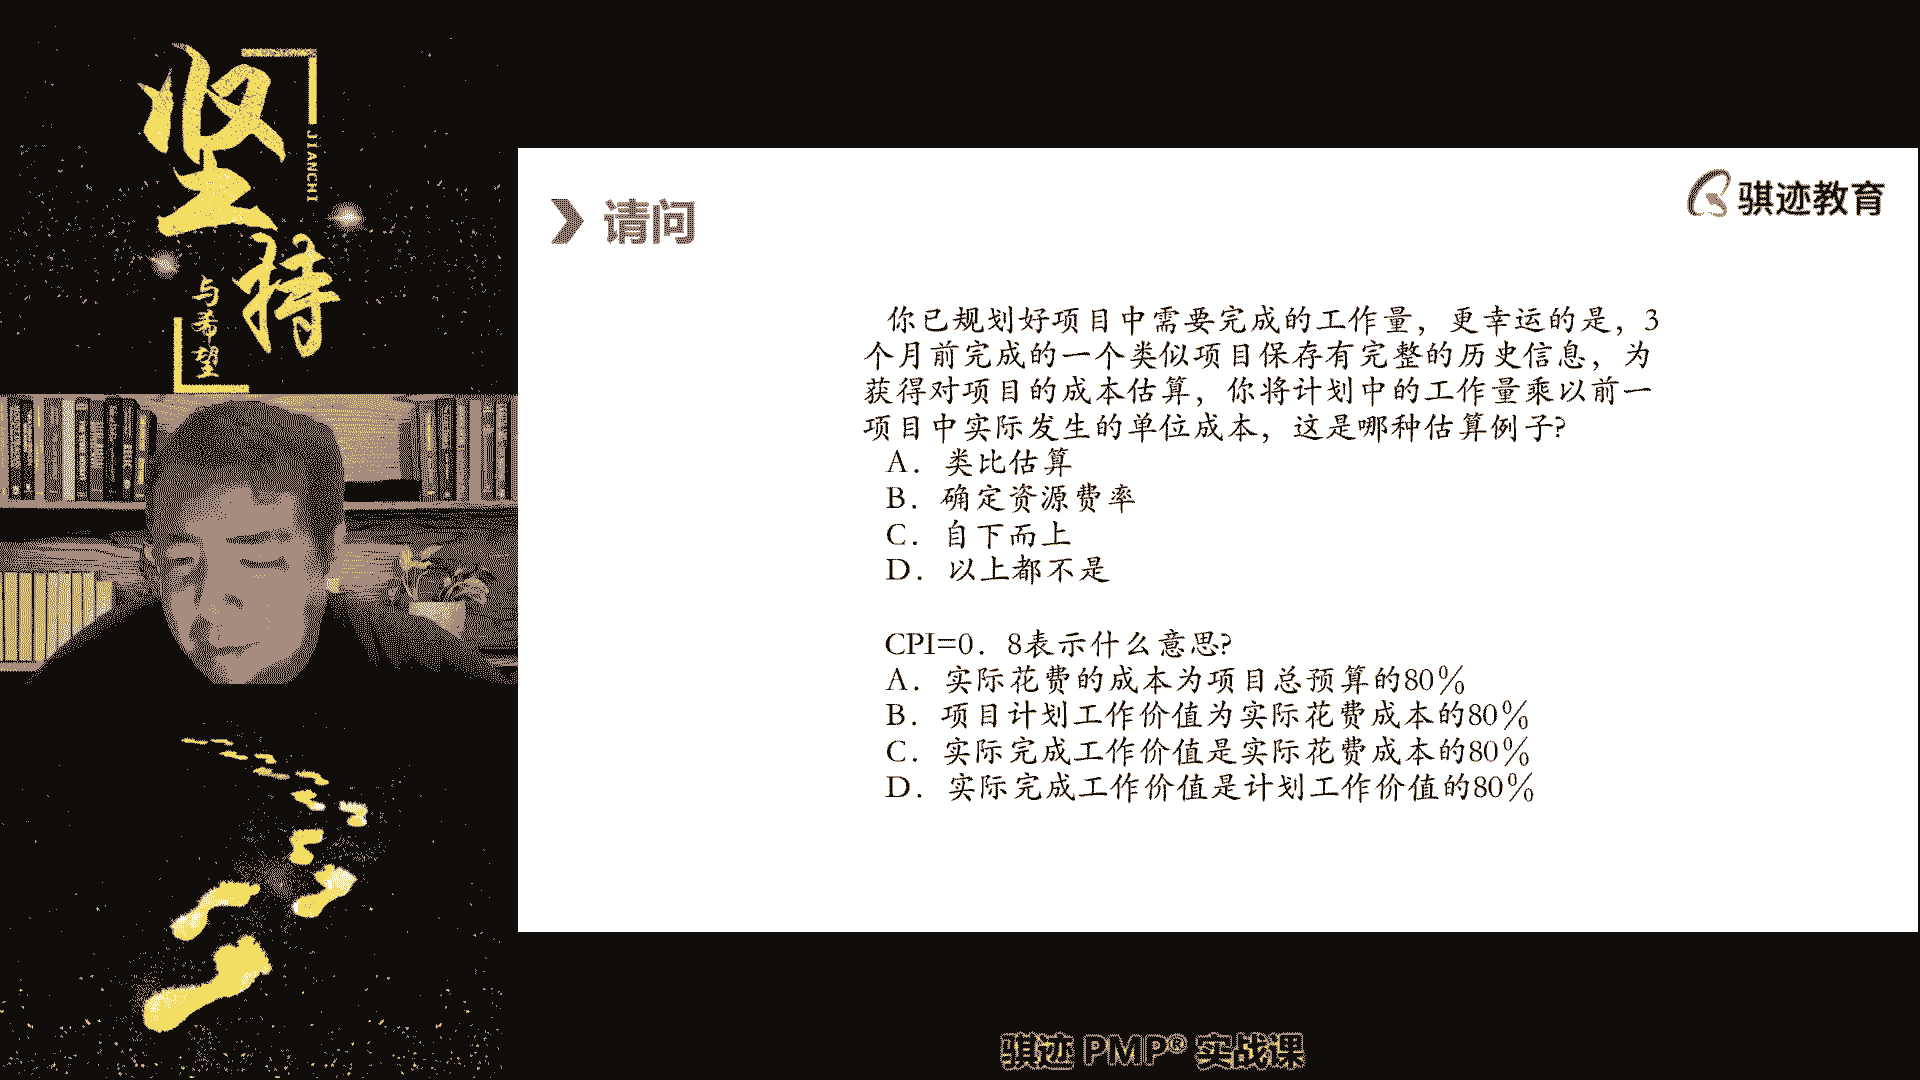 坚持
JIANCHI
与希望
请问
骐迹教育
你已规划好项目中需要完成的工作量，更幸运的是，3
个月前完成的一个类似项目保存有完整的历史信息，为
获得对项目的成本估算，你将计划中的工作量乘以前一
项目中实际发生的单位成本，这是哪种估算例子?
A．类比估算
B．确定资源费率
C．自下而上
D．以上都不是
CPI=0．8表示什么意思?
A．实际花费的成本为项目总预算的80％
B．项目计划工作价值为实际花费成本的80％
C．实际完成工作价值是实际花费成本的80％
D．实际完成工作价值是计划工作价值的80％
骐迹 PMP® 实战课